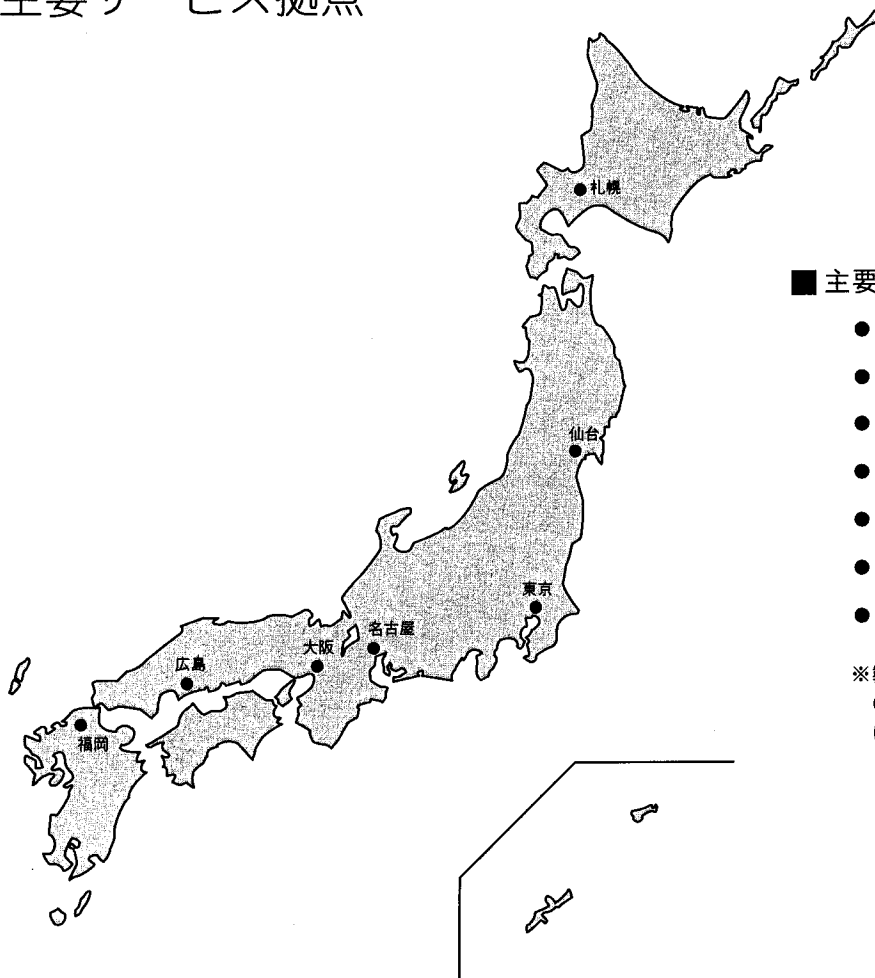 主要サービス拠点
札幌
■ 主要
仙台
東京
名古屋
大阪
広島
福岡
※